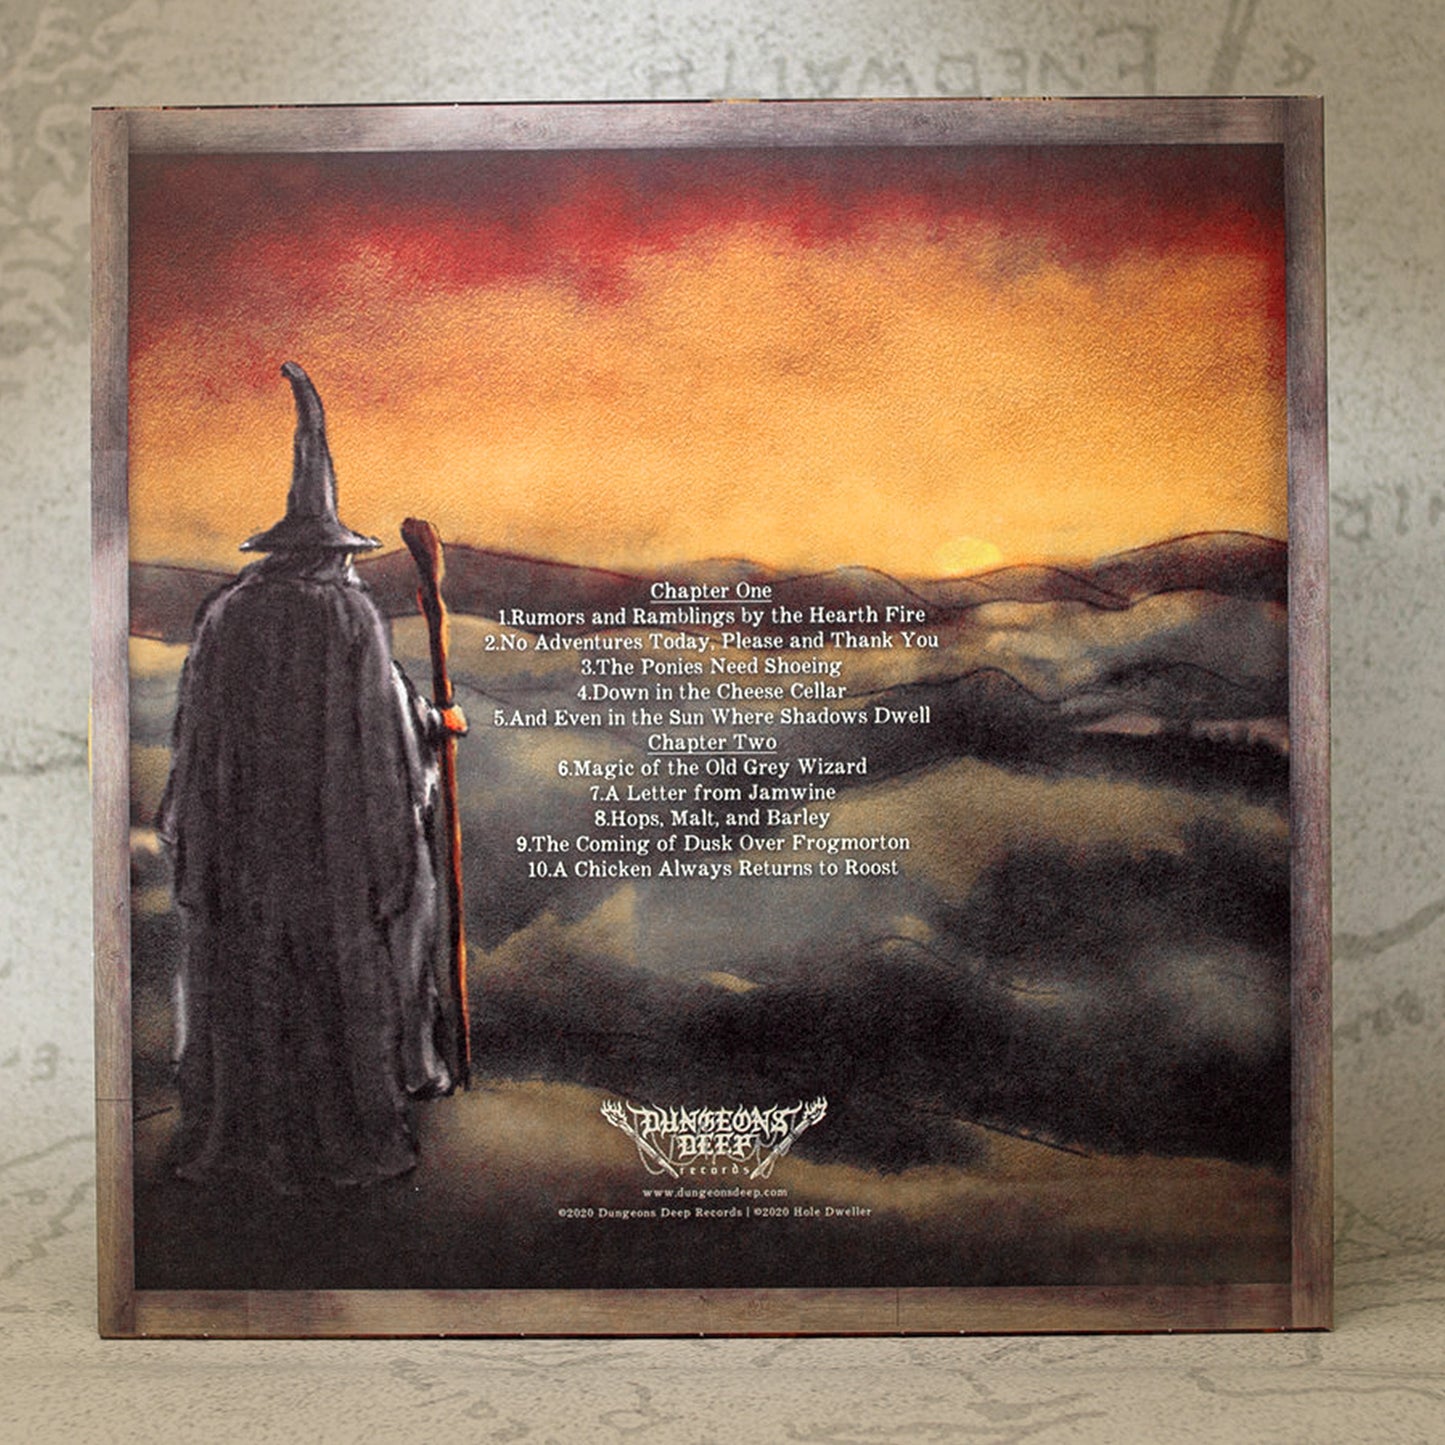 ENEDWAITH
Chapter One
1.Rumors and Ramblings by the Hearth Fire
2.No Adventures Today, Please and Thank You
3.The Ponies Need Shoeing
4.Down in the Cheese Cellar
5.And Even in the Sun Where Shadows Dwell
Chapter Two
6.Magic of the Old Grey Wizard
7.A Letter from Jamwine
8.Hops, Malt, and Barley
9.The Coming of Dusk Over Frogmorton
10.A Chicken Always Returns to Roost
DUNGEONS
DEEP
records
www.dungeonsdeep.com
©2020 Dungeons Deep Records | ©2020 Hole Dweller